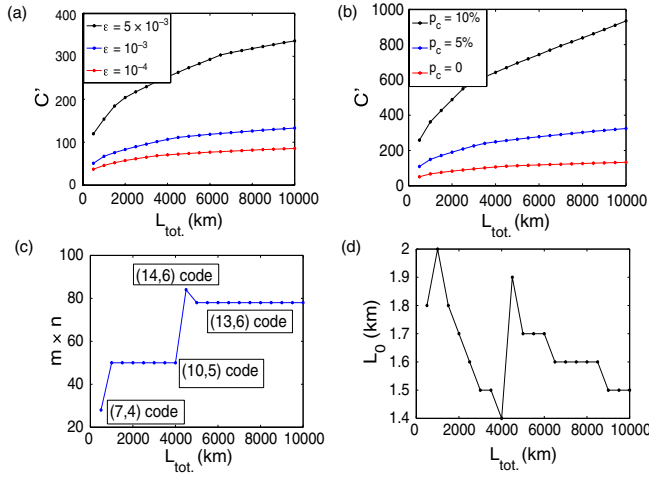 (a)
ε = 5 × 10⁻³
ε = 10⁻³
ε = 10⁻⁴
400
300
200
100
0
C'
0 2000 4000 6000 8000 10000
L_tot. (km)
(b)
p_c = 10%
p_c = 5%
p_c = 0
1000
800
600
400
200
0
C'
0 2000 4000 6000 8000 10000
L_tot. (km)
(c)
100
80
60
40
20
m × n
(14,6) code
(13,6) code
(10,5) code
(7,4) code
0 2000 4000 6000 8000 10000
L_tot. (km)
(d)
2
1.9
1.8
1.7
1.6
1.5
1.4
L_0 (km)
0 2000 4000 6000 8000 10000
L_tot. (km)